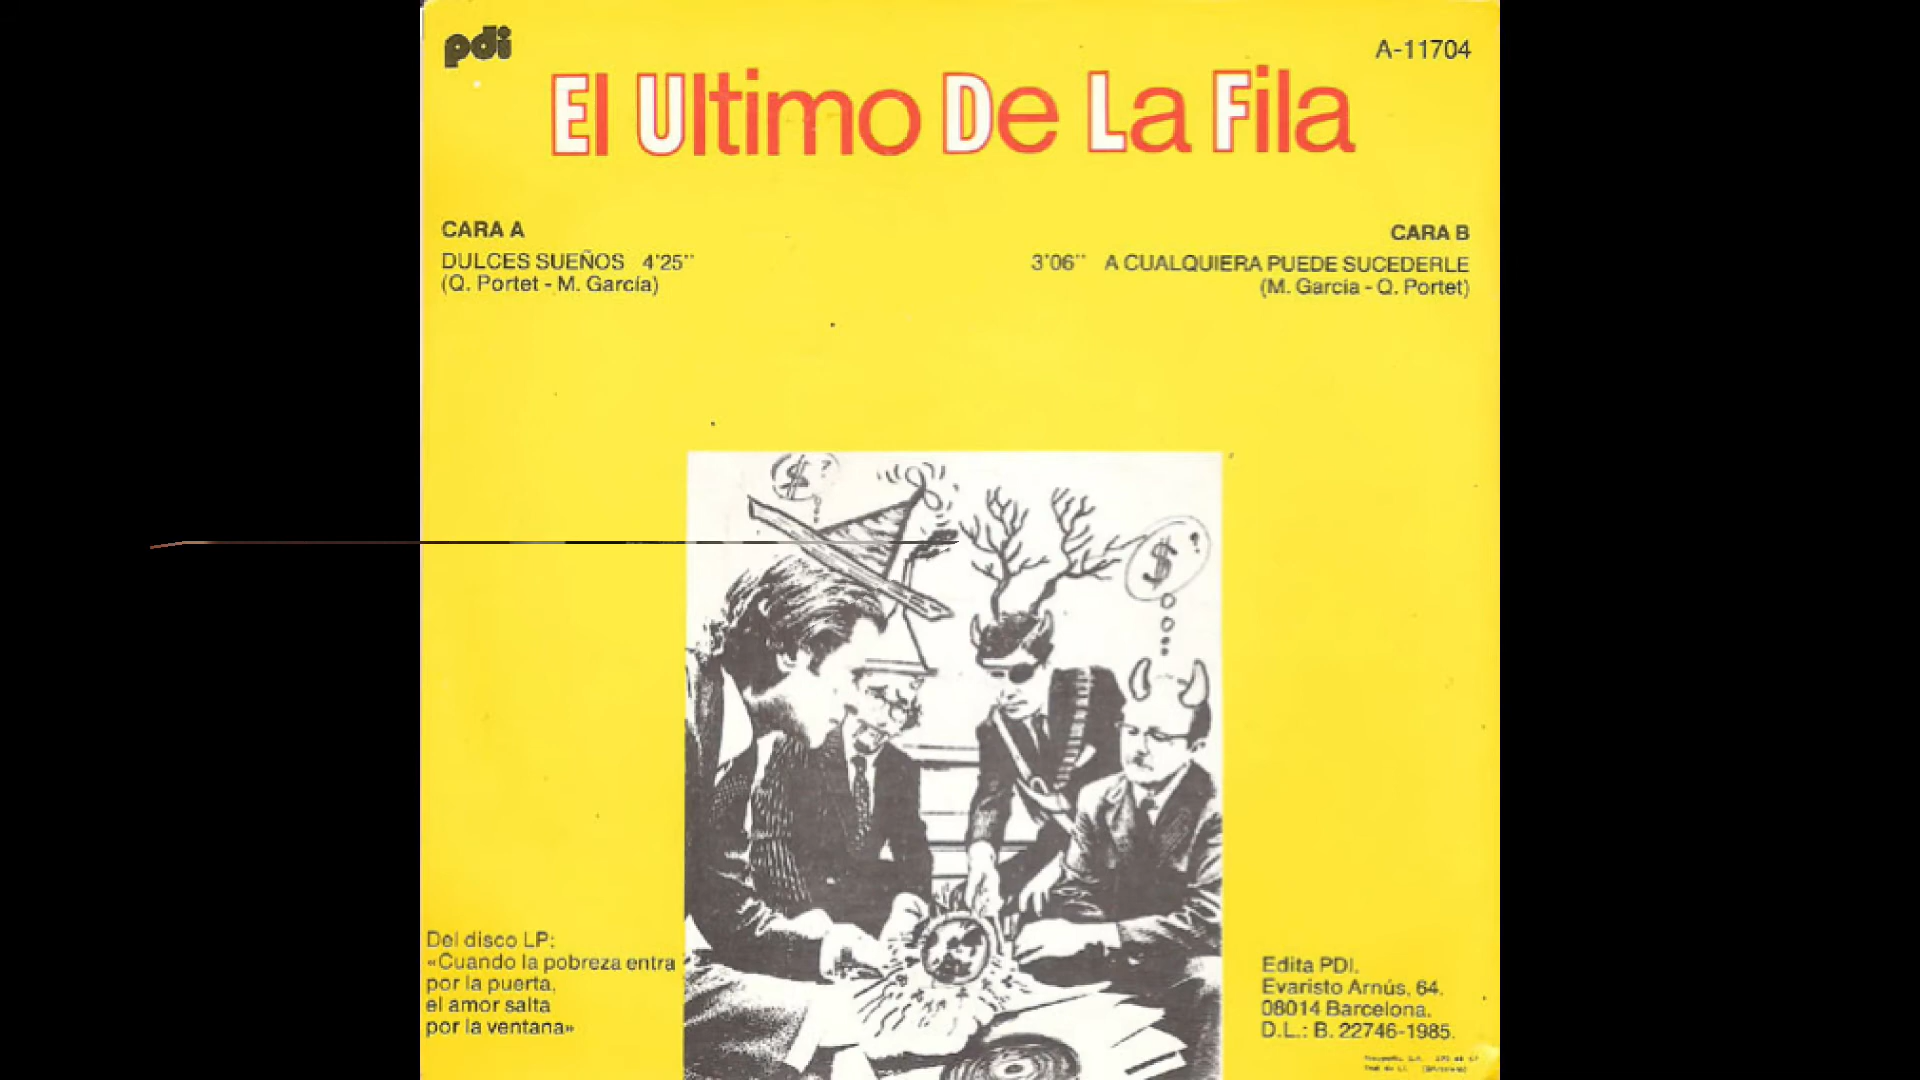 pdi
A-11704
El Ultimo De La Fila
CARA A
DULCES SUEÑOS 4'25''
(Q. Portet - M. García)
CARA B
3'06'' A CUALQUIERA PUEDE SUCEDERLE
(M. García - Q. Portet)
$ ?
$
Del disco LP:
«Cuando la pobreza entra
por la puerta,
el amor salta
por la ventana»
Edita PDI.
Evaristo Arnús, 64.
08014 Barcelona.
D.L.: B. 22746-1985.